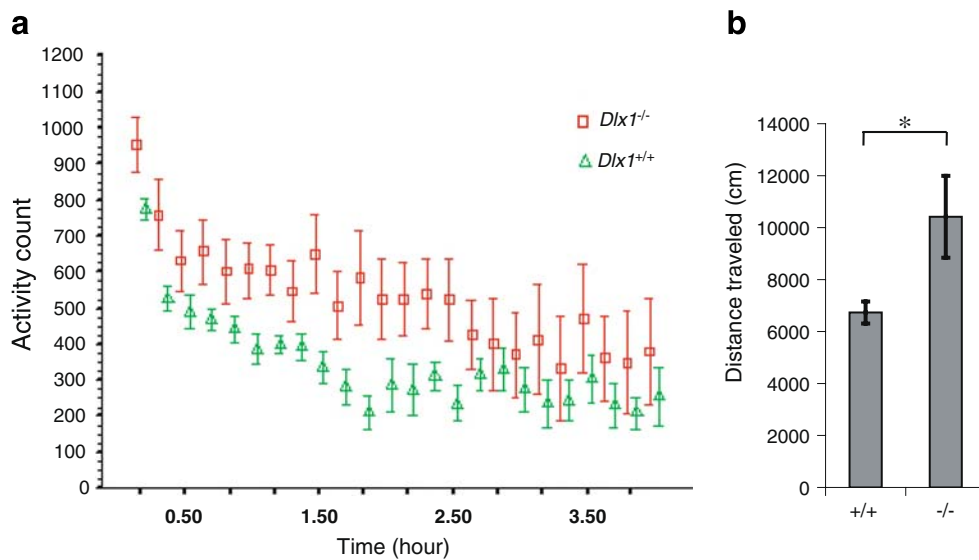 a
1200
1100
1000
900
800
700
600
500
400
300
200
100
0
Activity count
Dlx1-/-
Dlx1+/+
0.50 1.50 2.50 3.50
Time (hour)
b
14000
12000
10000
8000
6000
4000
2000
0
Distance traveled (cm)
*
+/+ -/-